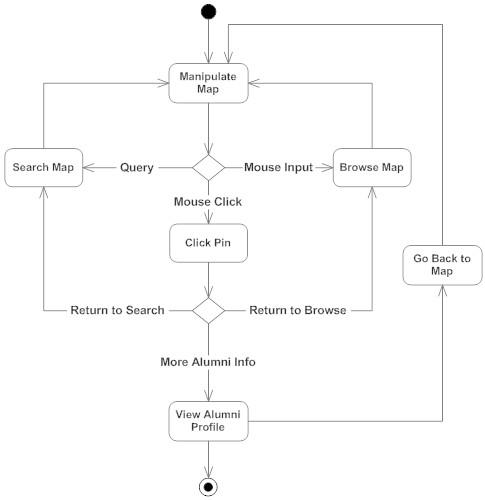 Manipulate
Map
Search Map
Query
Mouse Input
Browse Map
Mouse Click
Click Pin
Go Back to
Map
Return to Search
Return to Browse
More Alumni Info
View Alumni
Profile